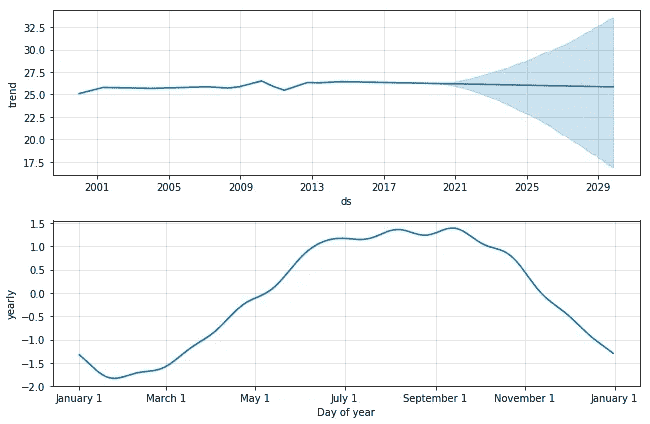 32.5
30.0
27.5
25.0
22.5
20.0
17.5
trend
2001 2005 2009 2013 2017 2021 2025 2029
ds
1.5
1.0
0.5
0.0
−0.5
−1.0
−1.5
−2.0
yearly
January 1 March 1 May 1 July 1 September 1 November 1 January 1
Day of year